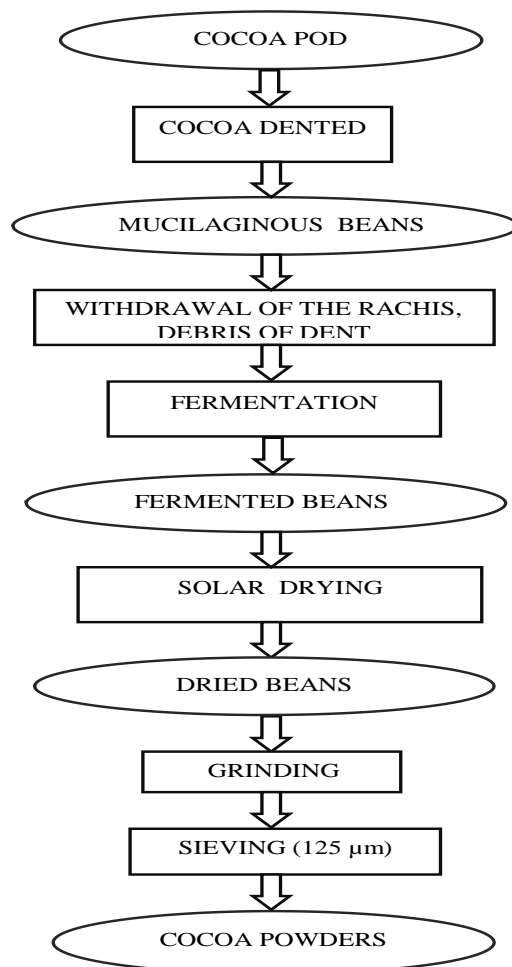 COCOA POD
COCOA DENTED
MUCILAGINOUS BEANS
WITHDRAWAL OF THE RACHIS,
DEBRIS OF DENT
FERMENTATION
FERMENTED BEANS
SOLAR DRYING
DRIED BEANS
GRINDING
SIEVING (125 µm)
COCOA POWDERS